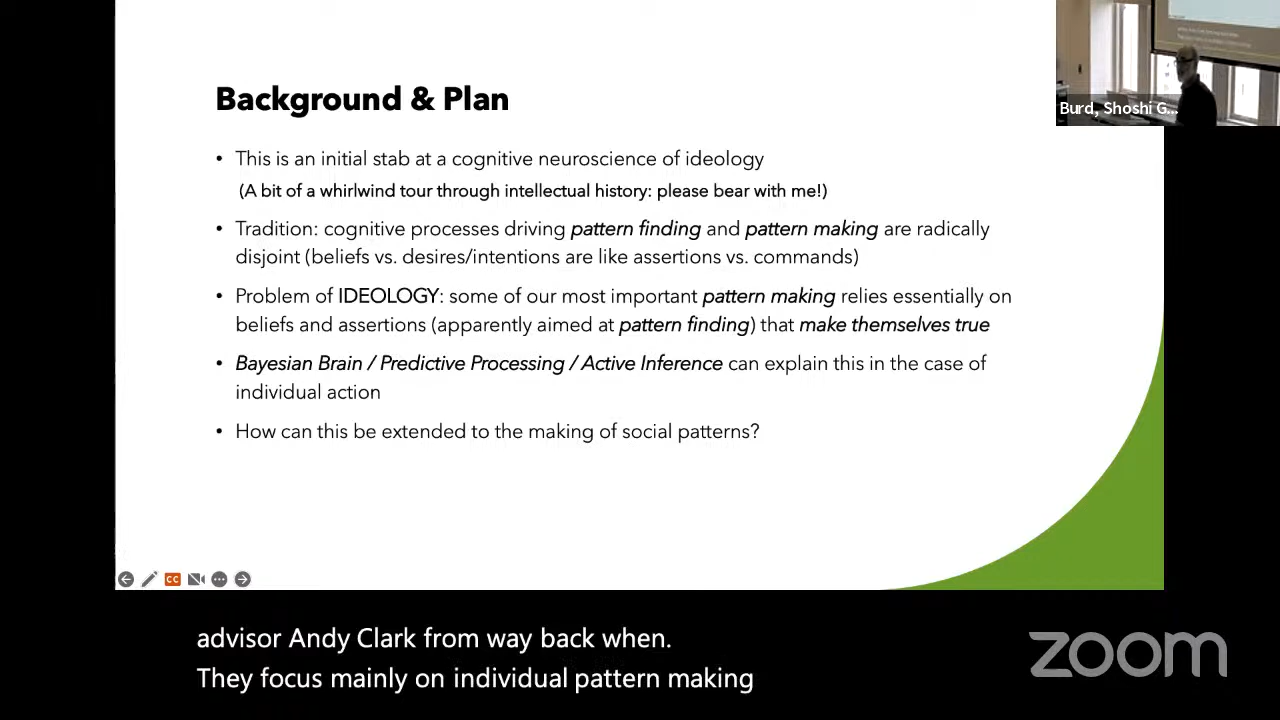 Background & Plan
Burd, Shoshi G...
• This is an initial stab at a cognitive neuroscience of ideology
(A bit of a whirlwind tour through intellectual history: please bear with me!)
• Tradition: cognitive processes driving pattern finding and pattern making are radically
disjoint (beliefs vs. desires/intentions are like assertions vs. commands)
• Problem of IDEOLOGY: some of our most important pattern making relies essentially on
beliefs and assertions (apparently aimed at pattern finding) that make themselves true
• Bayesian Brain / Predictive Processing / Active Inference can explain this in the case of
individual action
• How can this be extended to the making of social patterns?
CC
advisor Andy Clark from way back when.
They focus mainly on individual pattern making
zoom